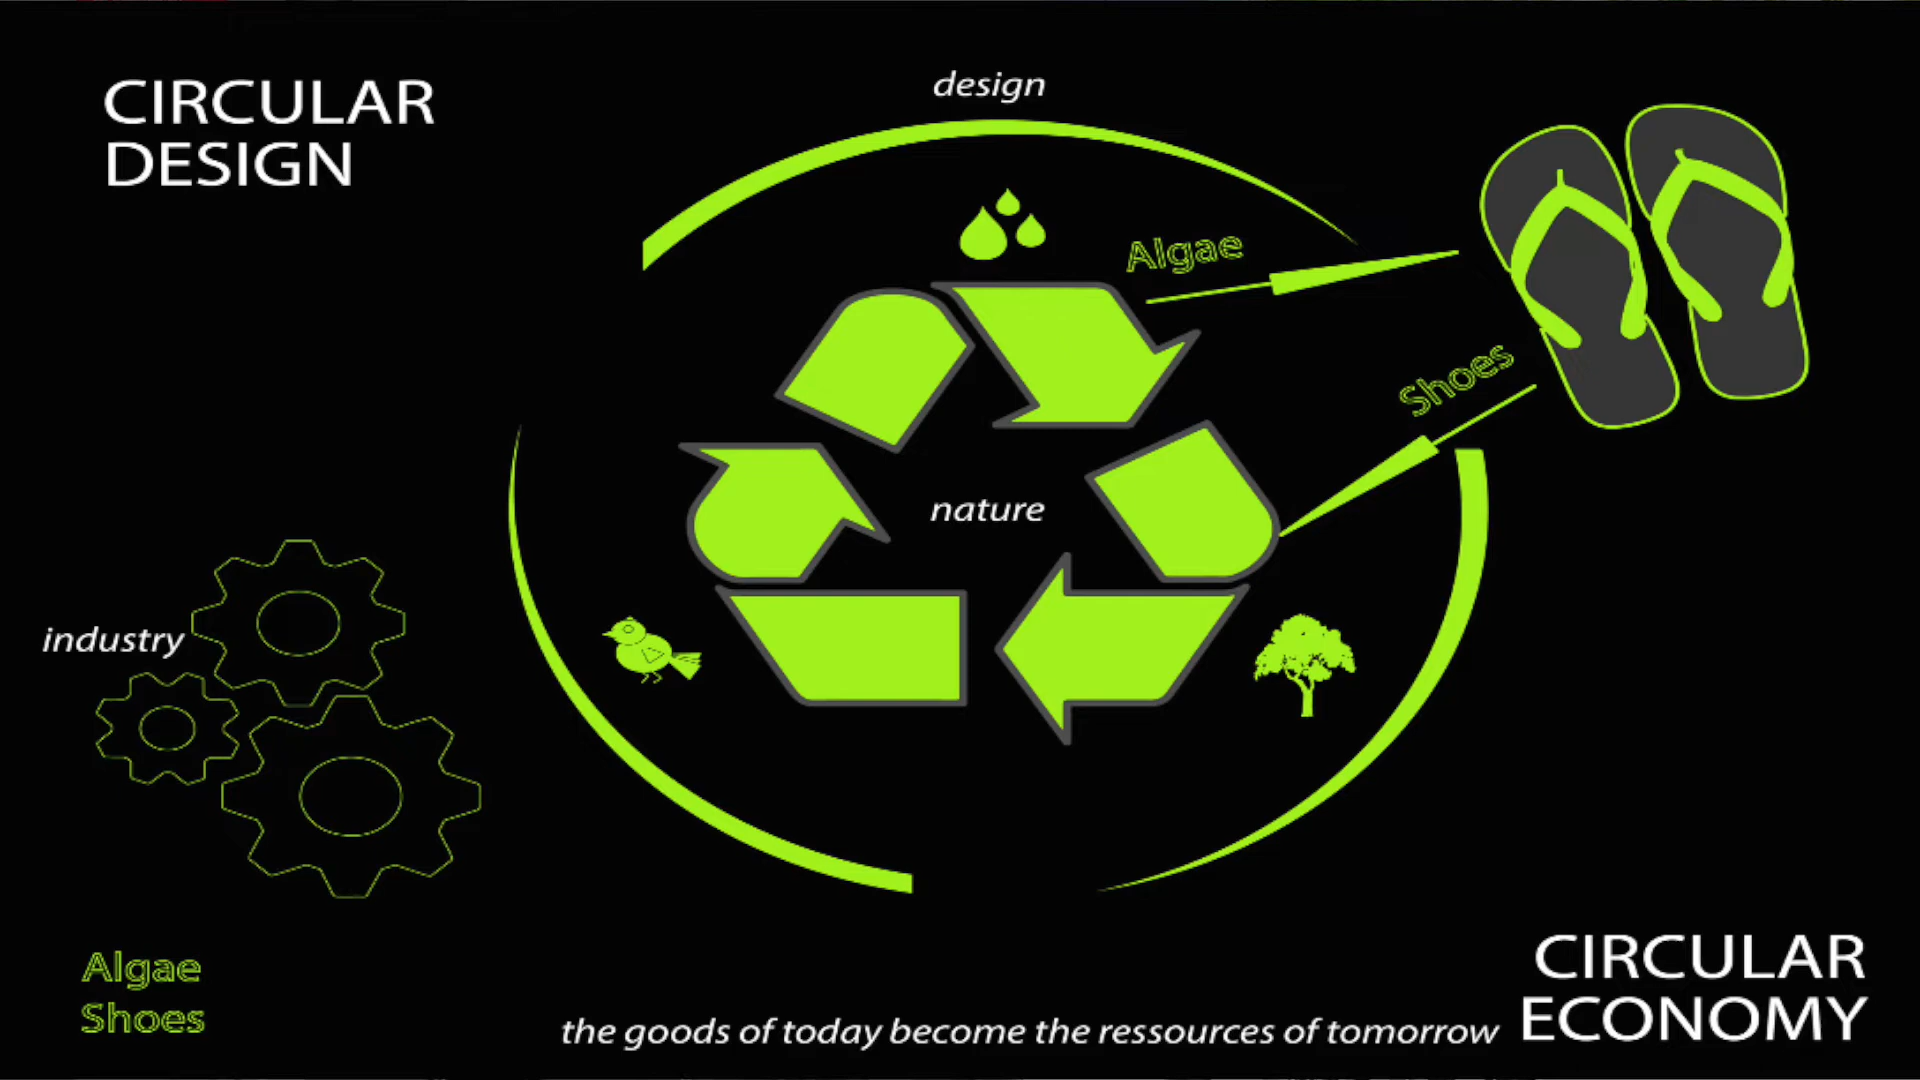 CIRCULAR
DESIGN
design
Algae
Shoes
nature
industry
Algae
Shoes
CIRCULAR
ECONOMY
the goods of today become the ressources of tomorrow